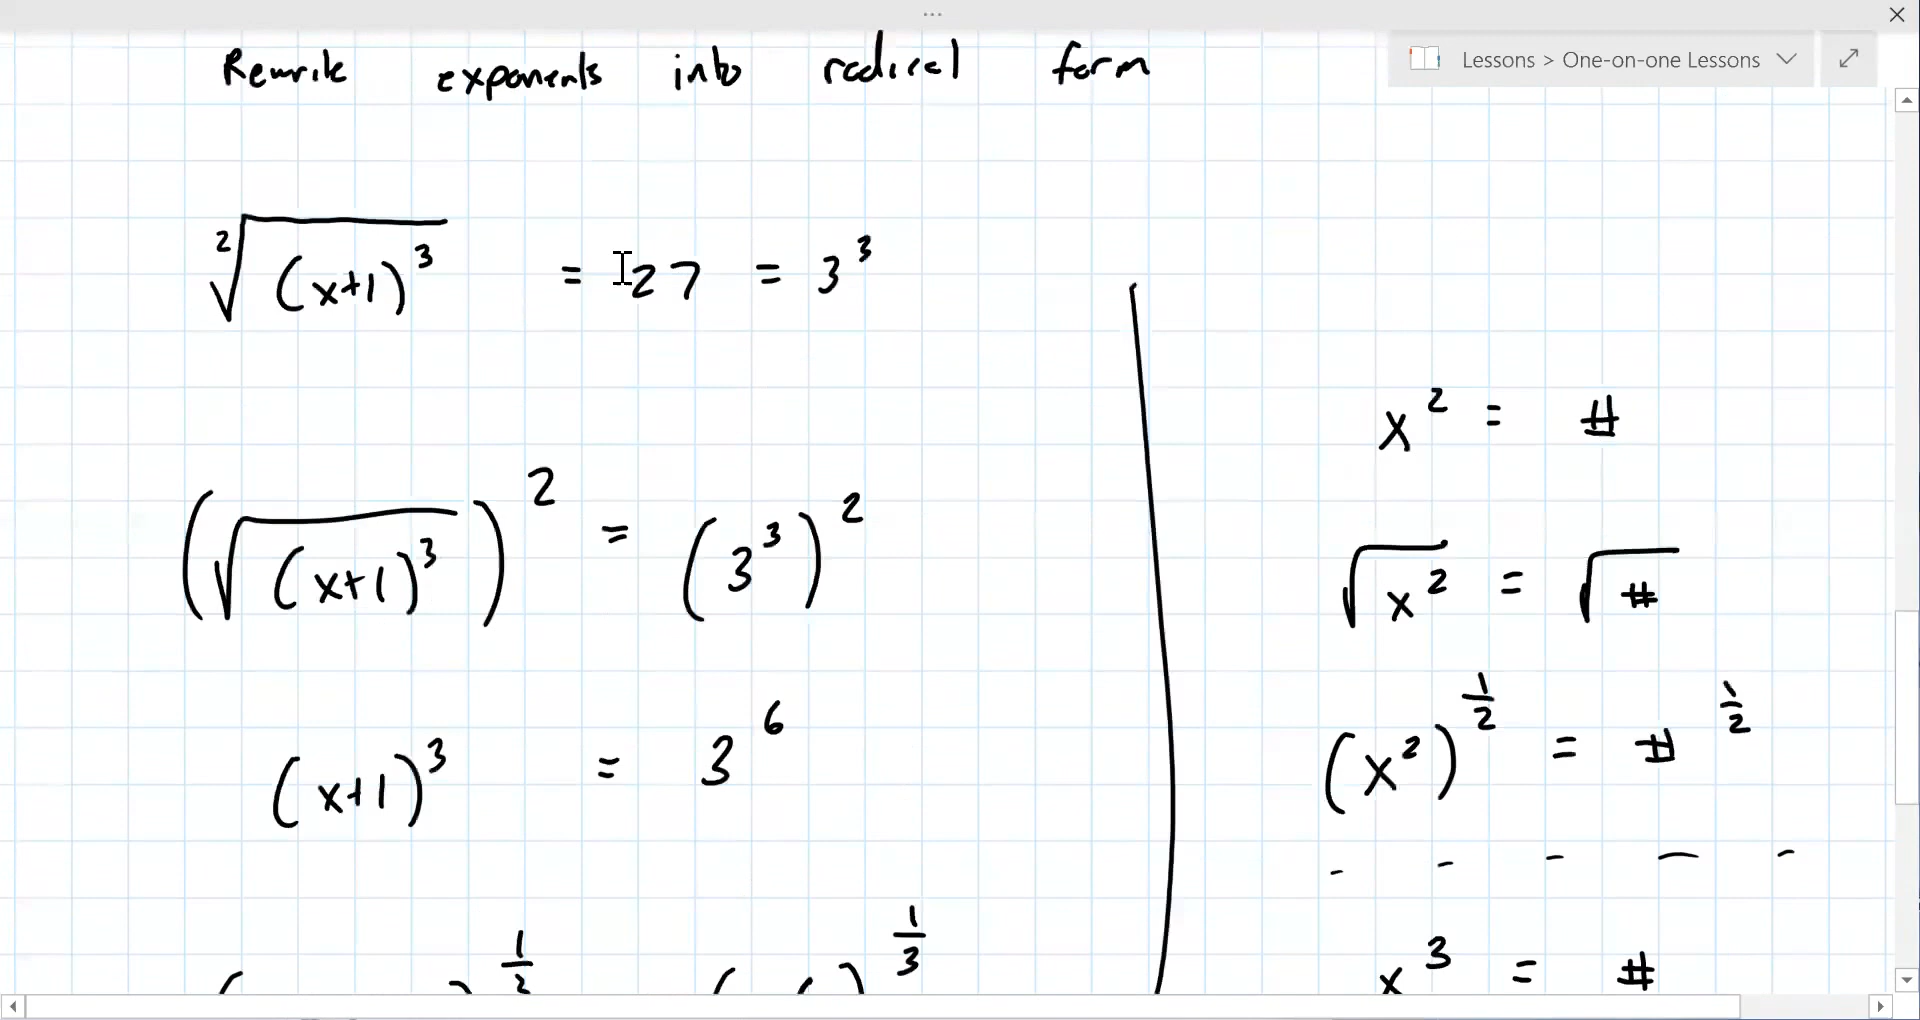 ...
Rewrite exponents into radical form
Lessons > One-on-one Lessons
²√(x+1)³ = 27 = 3³
(√(x+1)³)² = (3³)²
(x+1)³ = 3⁶
x² = #
√x² = √#
(x²)^½ = #^½
- - - - -
x³ = #